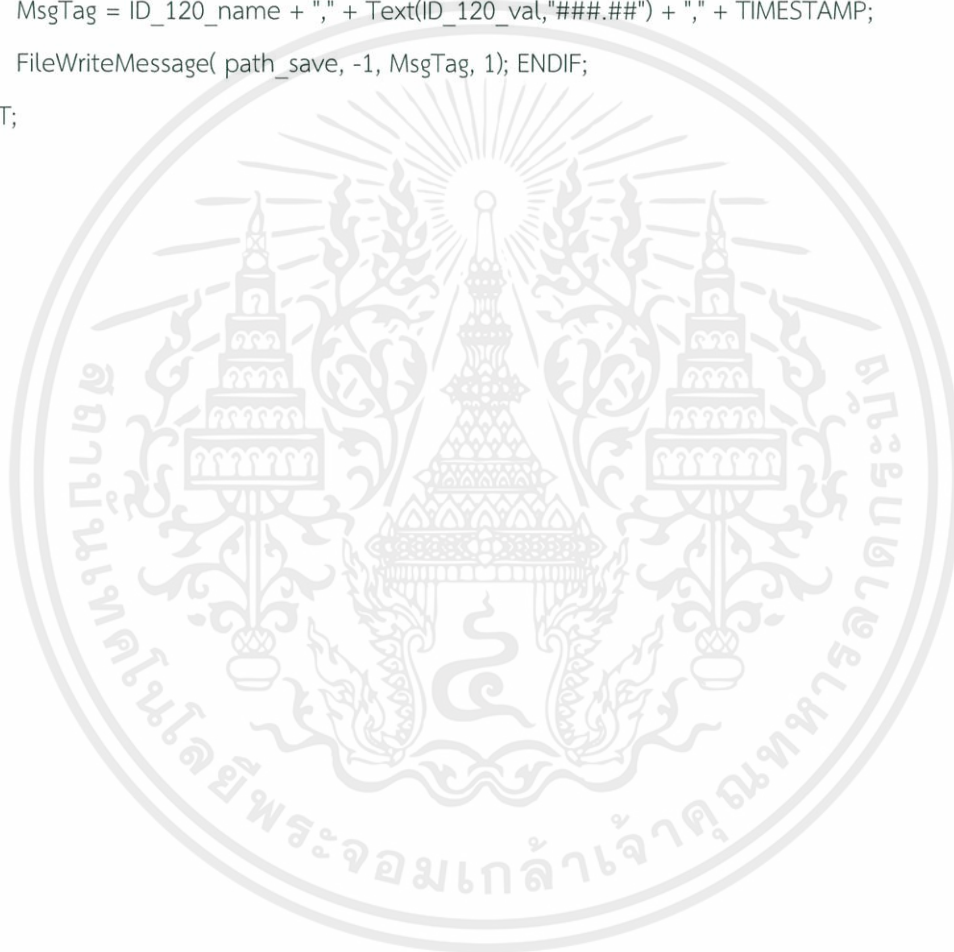 MsgTag = ID_120_name + "," + Text(ID_120_val,"###.##") + "," + TIMESTAMP;
FileWriteMessage( path_save, -1, MsgTag, 1); ENDIF;
T;
สถาบันเทคโนโลยีพระจอมเกล้าเจ้าคุณทหารลาดกระบัง